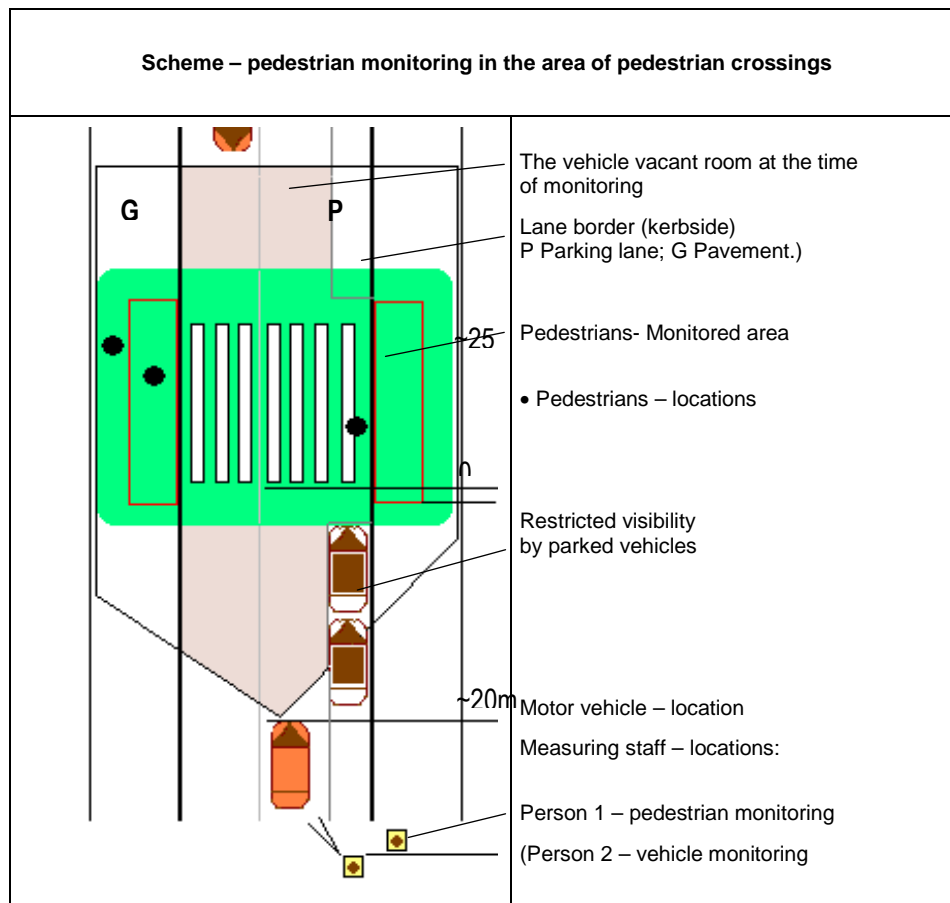 Scheme – pedestrian monitoring in the area of pedestrian crossings
The vehicle vacant room at the time
of monitoring
G
P
Lane border (kerbside)
P Parking lane; G Pavement.)
~25
Pedestrians- Monitored area
• Pedestrians – locations
0
Restricted visibility
by parked vehicles
~20m
Motor vehicle – location
Measuring staff – locations:
Person 1 – pedestrian monitoring
(Person 2 – vehicle monitoring